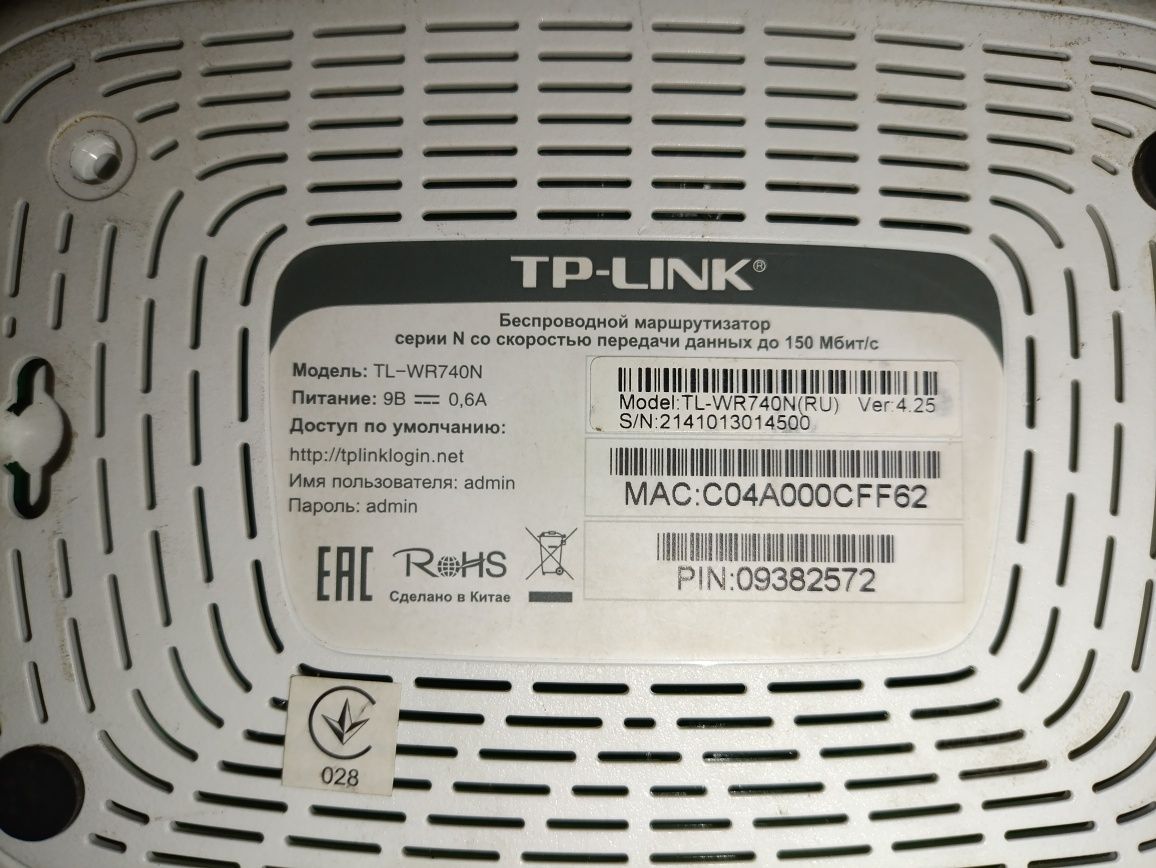 TP-LINK®
Беспроводной маршрутизатор
серии N со скоростью передачи данных до 150 Мбит/с
Модель: TL-WR740N
Питание: 9В 0,6А
Доступ по умолчанию:
http://tplinklogin.net
Имя пользователя: admin
Пароль: admin
Model:TL-WR740N(RU) Ver:4.25
S/N:2141013014500
MAC:C04A000CFF62
PIN:09382572
EAC RoHS
Сделано в Китае
028